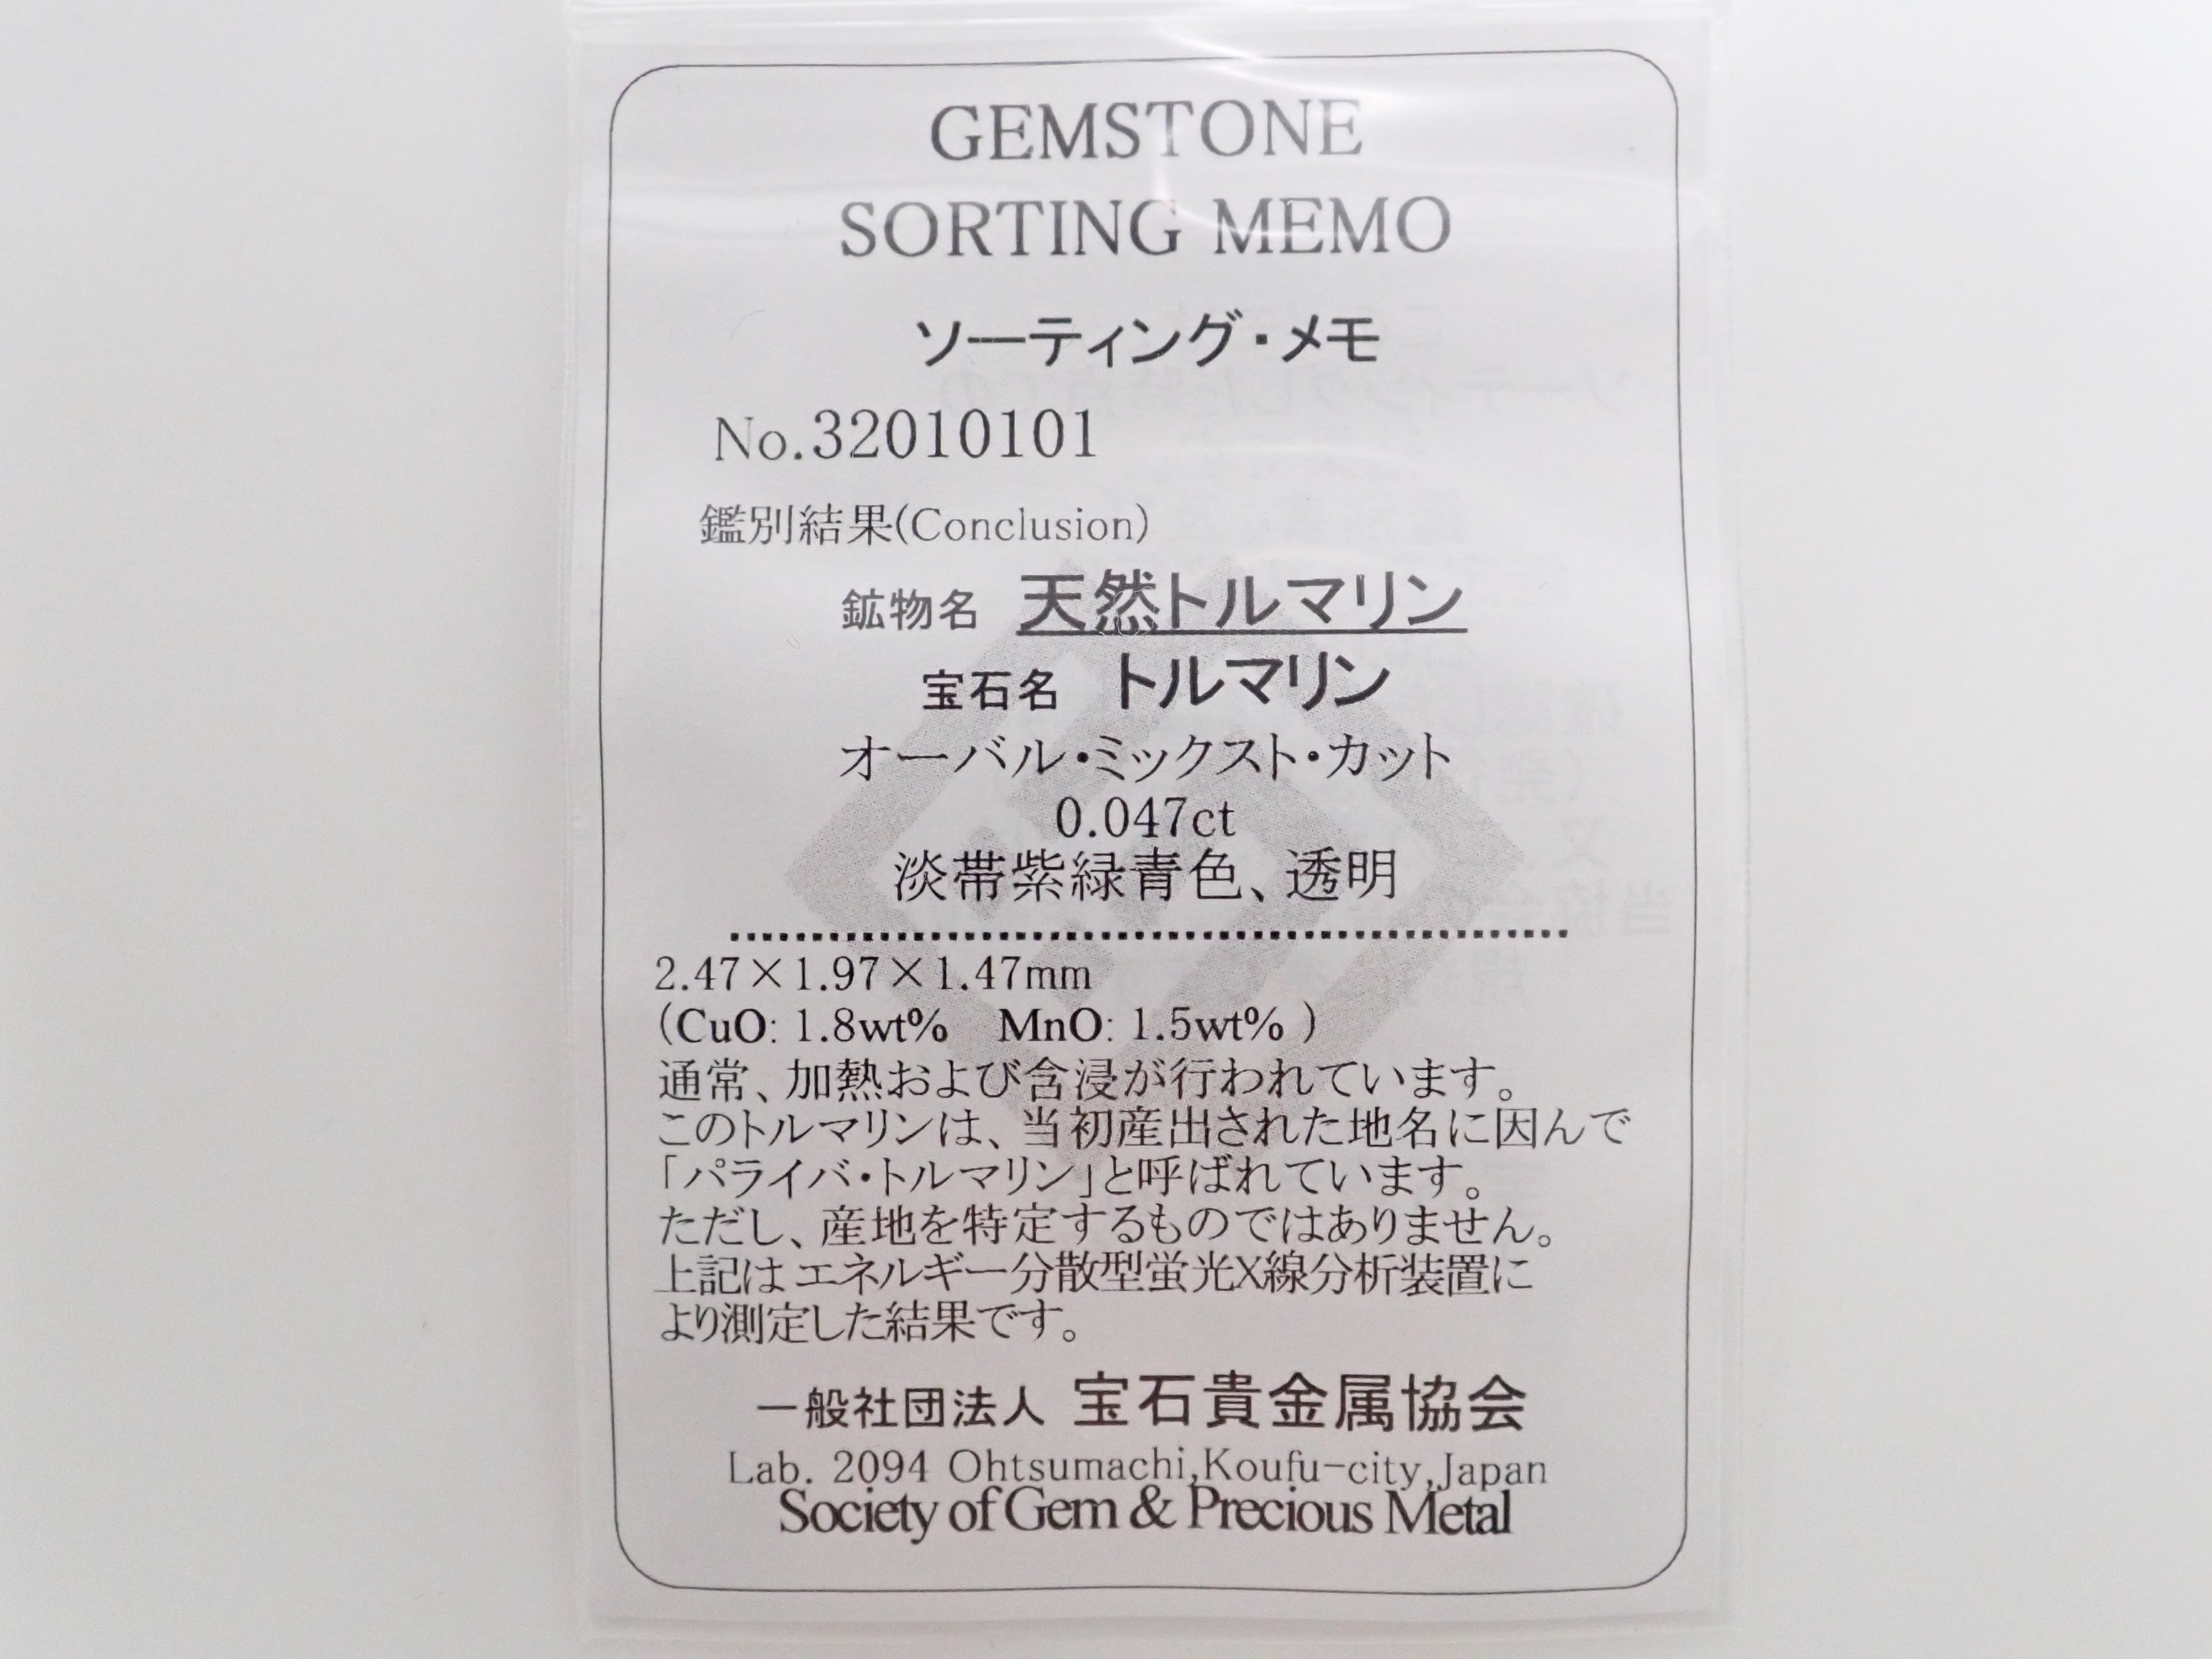 GEMSTONE
SORTING MEMO
ソーティング・メモ
No.32010101
鑑別結果(Conclusion)
鉱物名 天然トルマリン
宝石名 トルマリン
オーバル・ミックスト・カット
0.047ct
淡帯紫緑青色、透明
2.47×1.97×1.47mm
(CuO: 1.8wt% MnO: 1.5wt% )
通常、加熱および含浸が行われています。
このトルマリンは、当初産出された地名に因んで
「パライバ・トルマリン」と呼ばれています。
ただし、産地を特定するものではありません。
上記は エネルギー分散型蛍光X線分析装置に
より測定した結果です。
一般社団法人 宝石貴金属協会
Lab. 2094 Ohtsumachi,Koufu-city,Japan
Society of Gem & Precious Metal